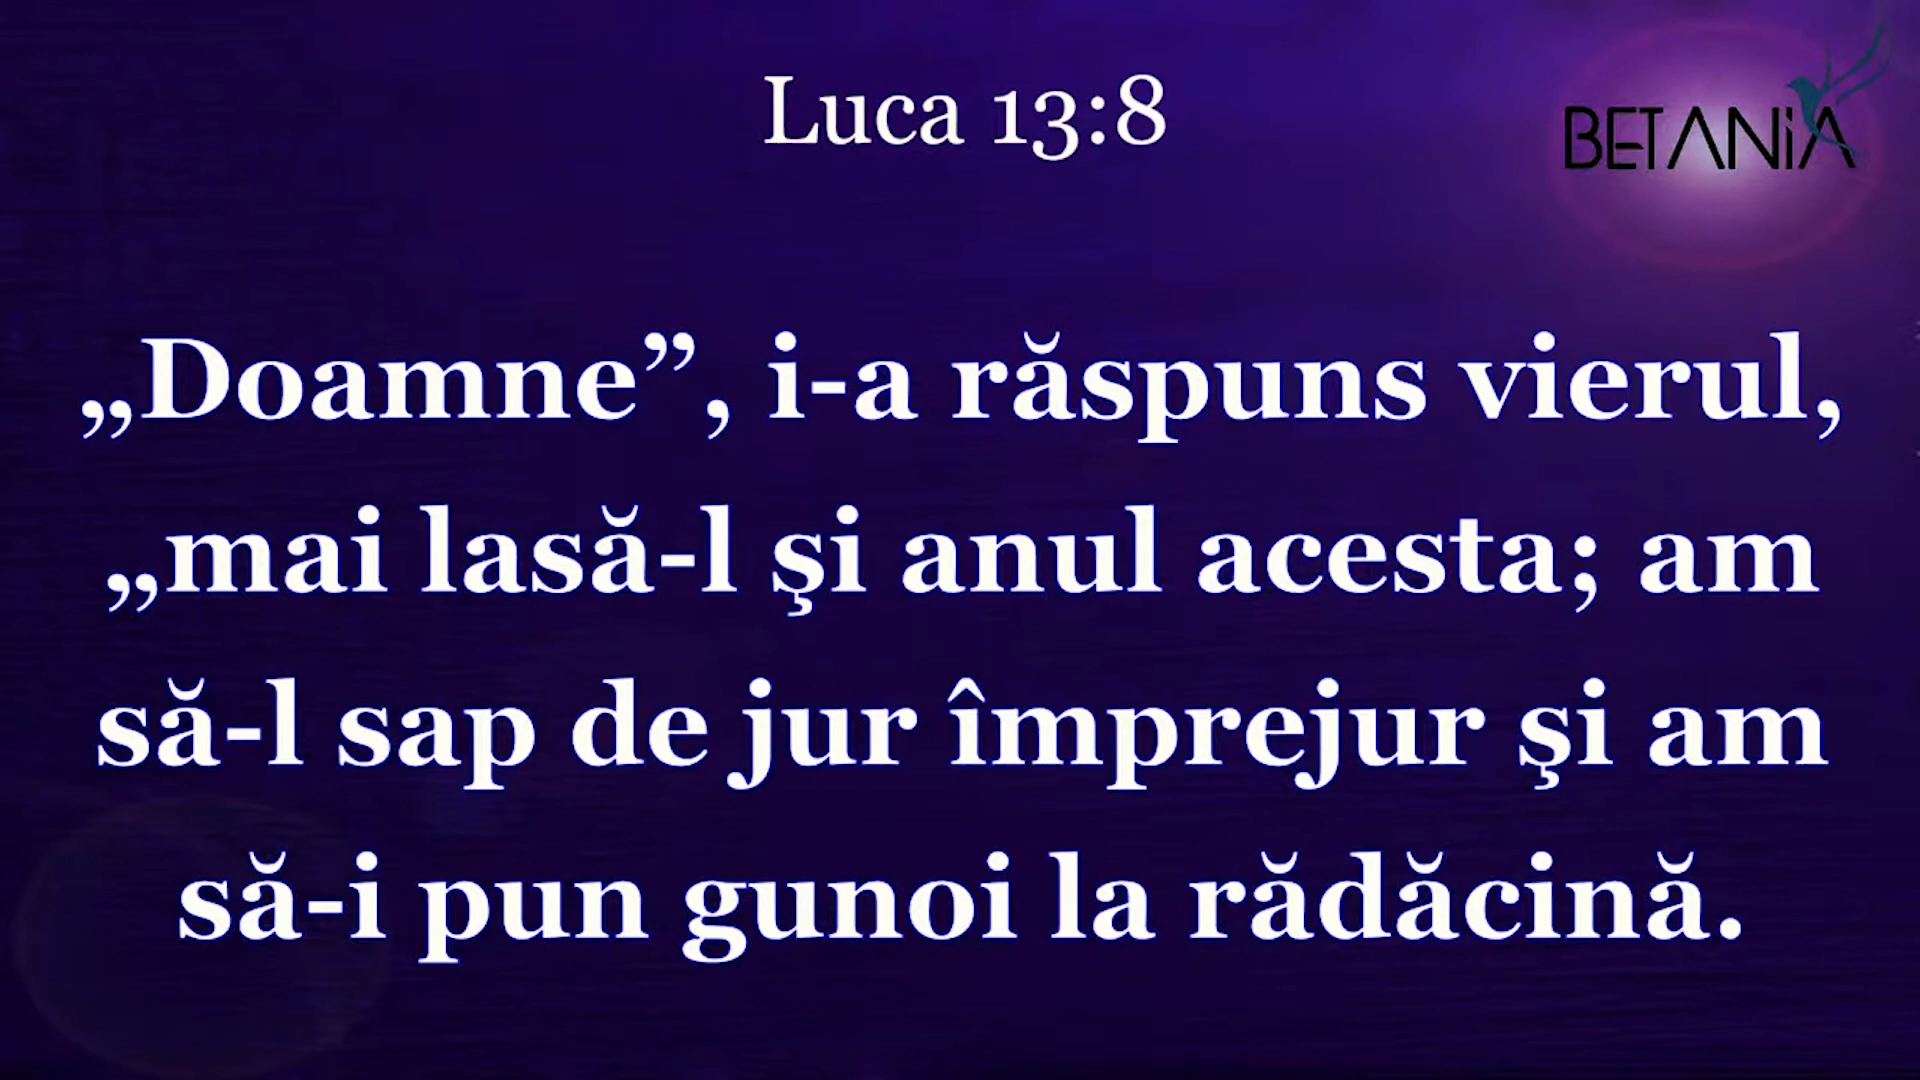 Luca 13:8
BETANiA
„Doamne”, i-a răspuns vierul,
„mai lasă-l şi anul acesta; am
să-l sap de jur împrejur şi am
să-i pun gunoi la rădăcină.